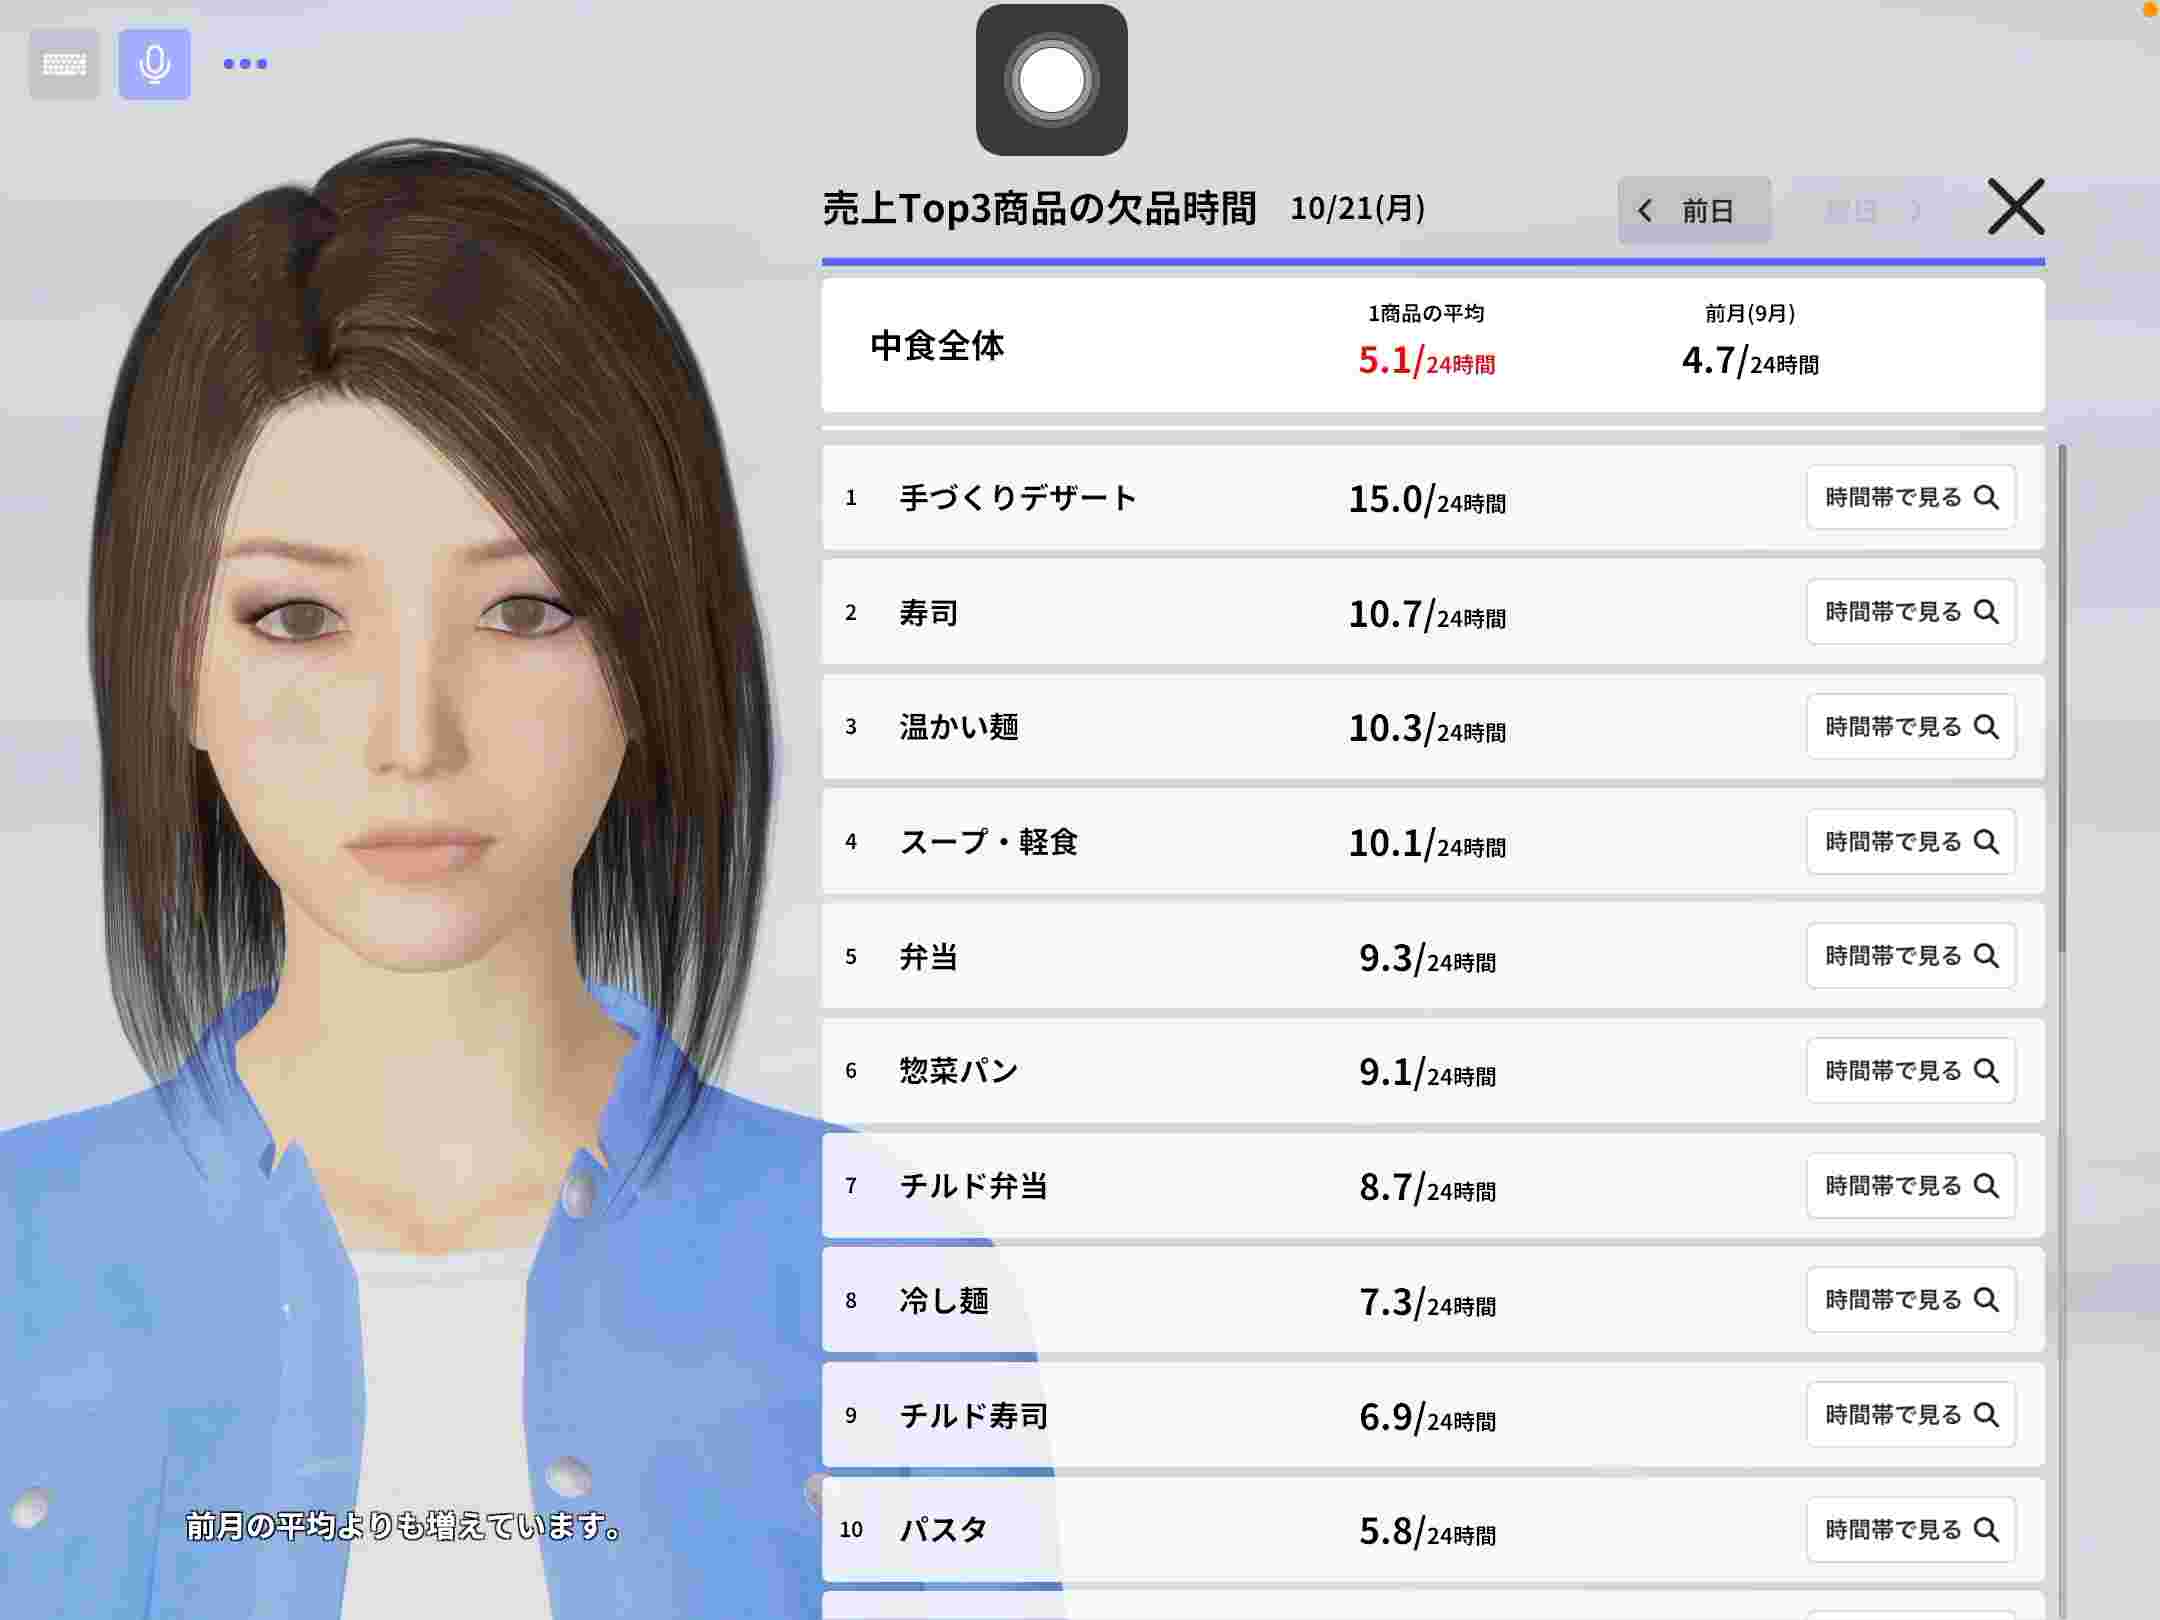 売上Top3商品の欠品時間 10/21(月) 前日 翌日
1商品の平均 前月(9月)
中食全体 5.1/24時間 4.7/24時間
1 手づくりデザート 15.0/24時間 時間帯で見る
2 寿司 10.7/24時間 時間帯で見る
3 温かい麺 10.3/24時間 時間帯で見る
4 スープ・軽食 10.1/24時間 時間帯で見る
5 弁当 9.3/24時間 時間帯で見る
6 惣菜パン 9.1/24時間 時間帯で見る
7 チルド弁当 8.7/24時間 時間帯で見る
8 冷し麺 7.3/24時間 時間帯で見る
9 チルド寿司 6.9/24時間 時間帯で見る
10 パスタ 5.8/24時間 時間帯で見る
前月の平均よりも増えています。